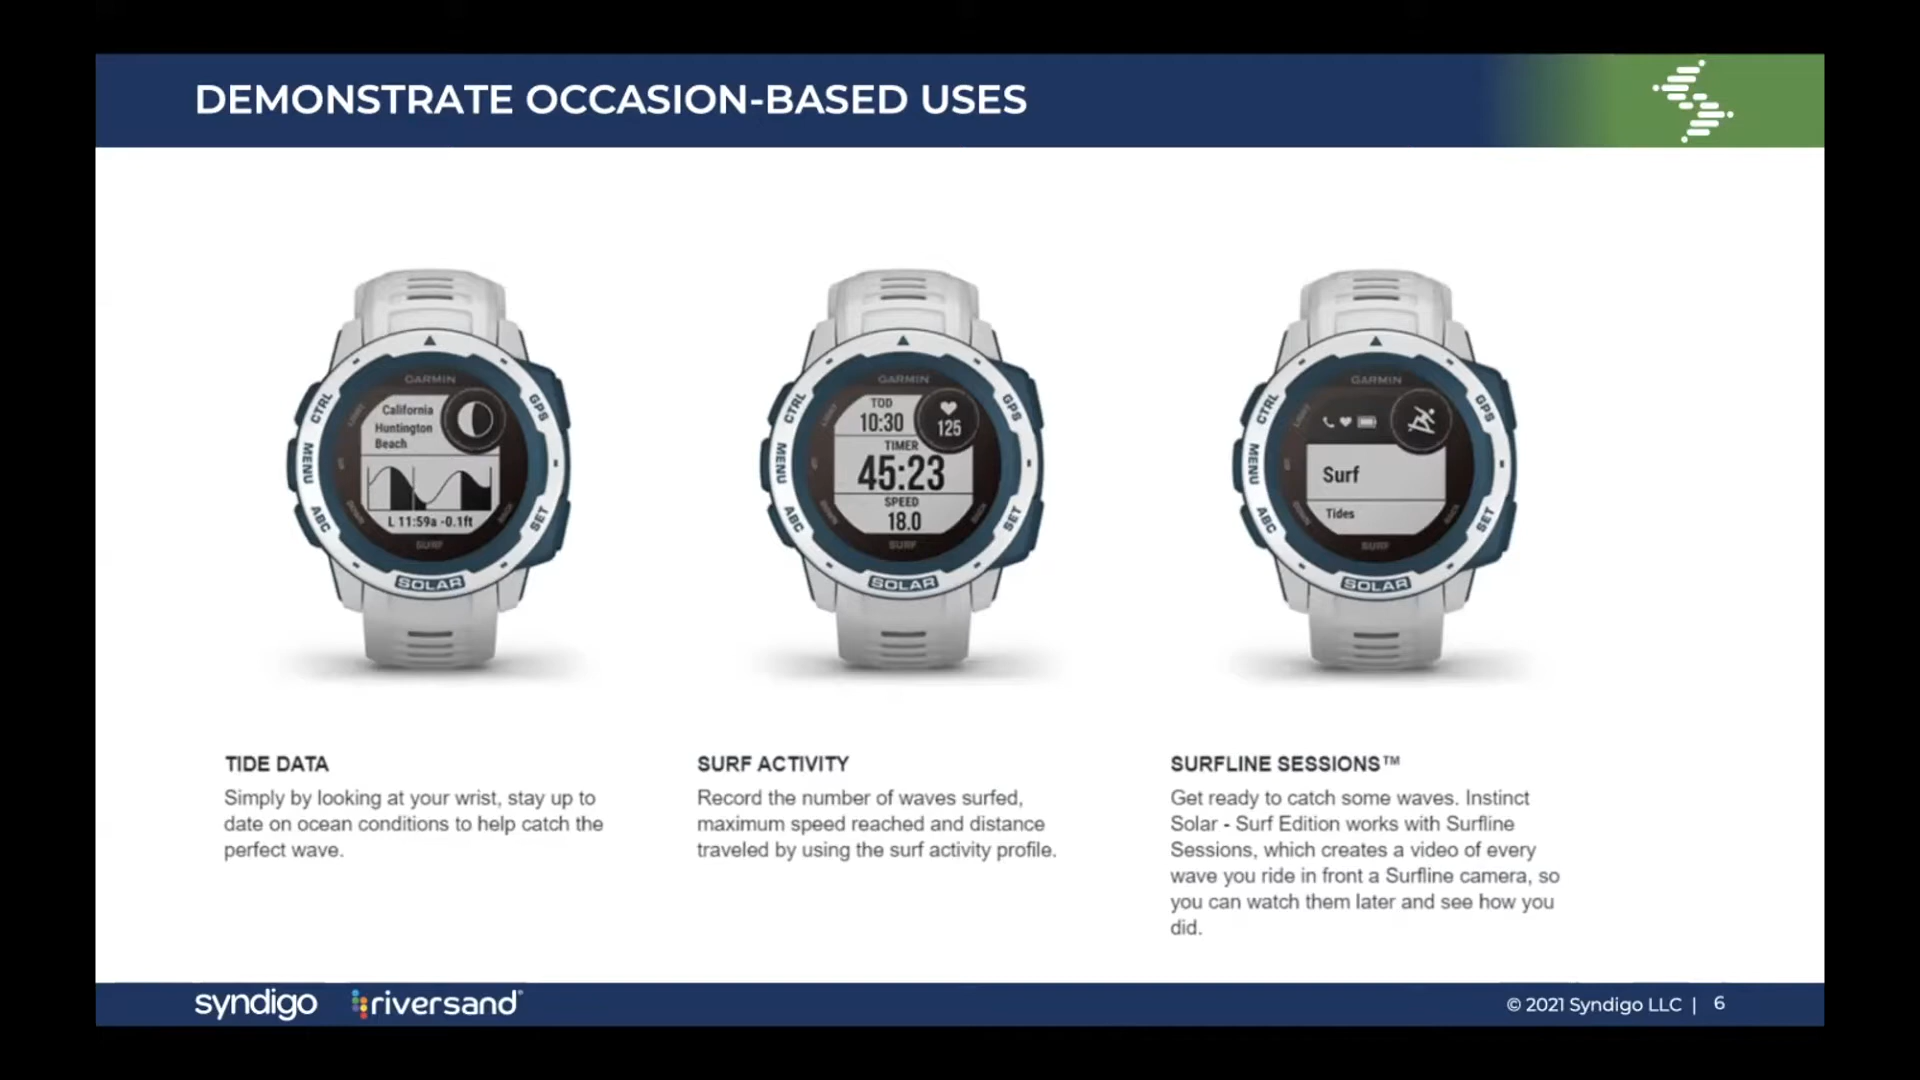 DEMONSTRATE OCCASION-BASED USES
GARMIN
California
Huntington
Beach
L 11:59a -0.1ft
SURF
SOLAR
CTRL
MENU
ABC
GPS
SET
GARMIN
TOD
10:30
125
TIMER
45:23
SPEED
18.0
SURF
SOLAR
CTRL
MENU
ABC
GPS
SET
GARMIN
Surf
Tides
SURF
SOLAR
CTRL
MENU
ABC
GPS
SET
TIDE DATA
Simply by looking at your wrist, stay up to
date on ocean conditions to help catch the
perfect wave.
SURF ACTIVITY
Record the number of waves surfed,
maximum speed reached and distance
traveled by using the surf activity profile.
SURFLINE SESSIONS™
Get ready to catch some waves. Instinct
Solar - Surf Edition works with Surfline
Sessions, which creates a video of every
wave you ride in front a Surfline camera, so
you can watch them later and see how you
did.
syndigo riversand®
© 2021 Syndigo LLC | 6